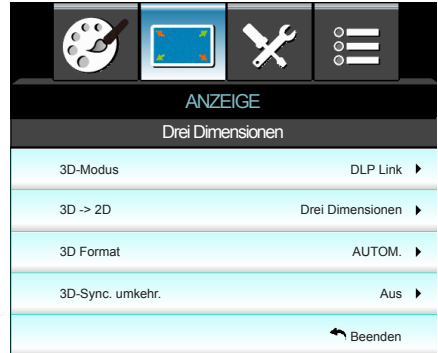 ANZEIGE
Drei Dimensionen
3D-Modus DLP Link
3D -> 2D Drei Dimensionen
3D Format AUTOM.
3D-Sync. umkehr. Aus
Beenden